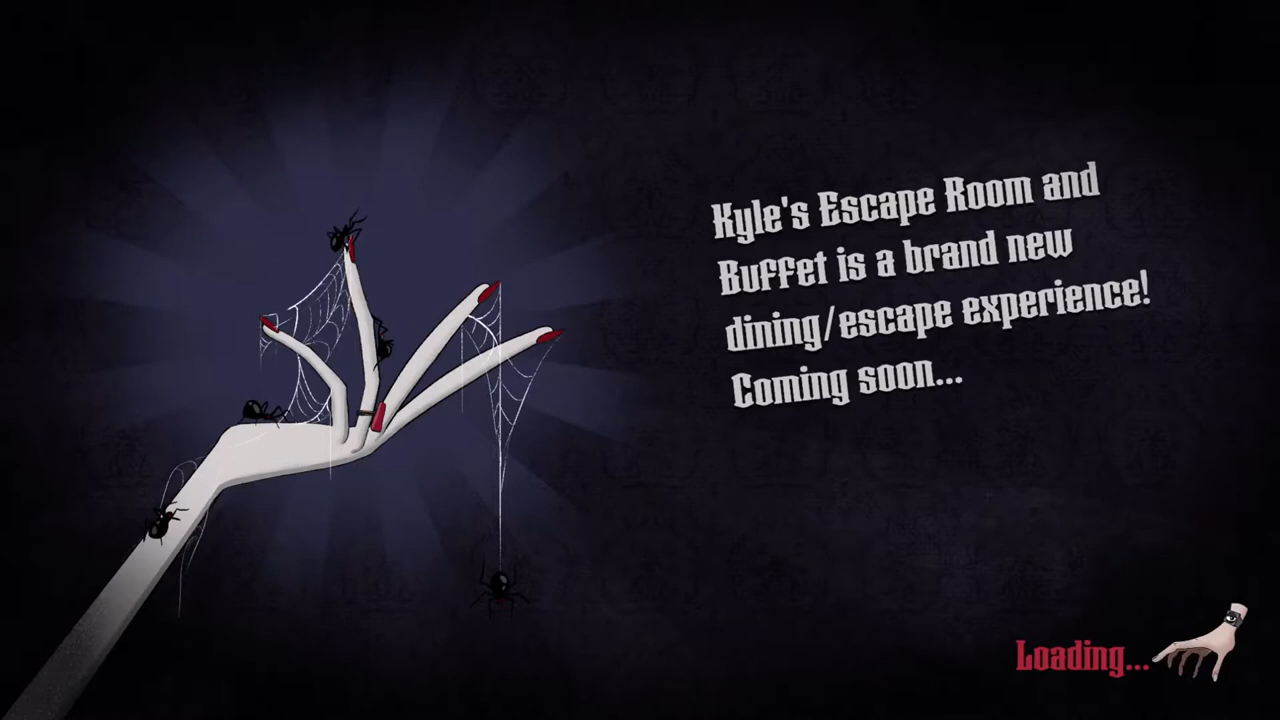 Kyle's Escape Room and
Buffet is a brand new
dining/escape experience!
Coming soon...
Loading...